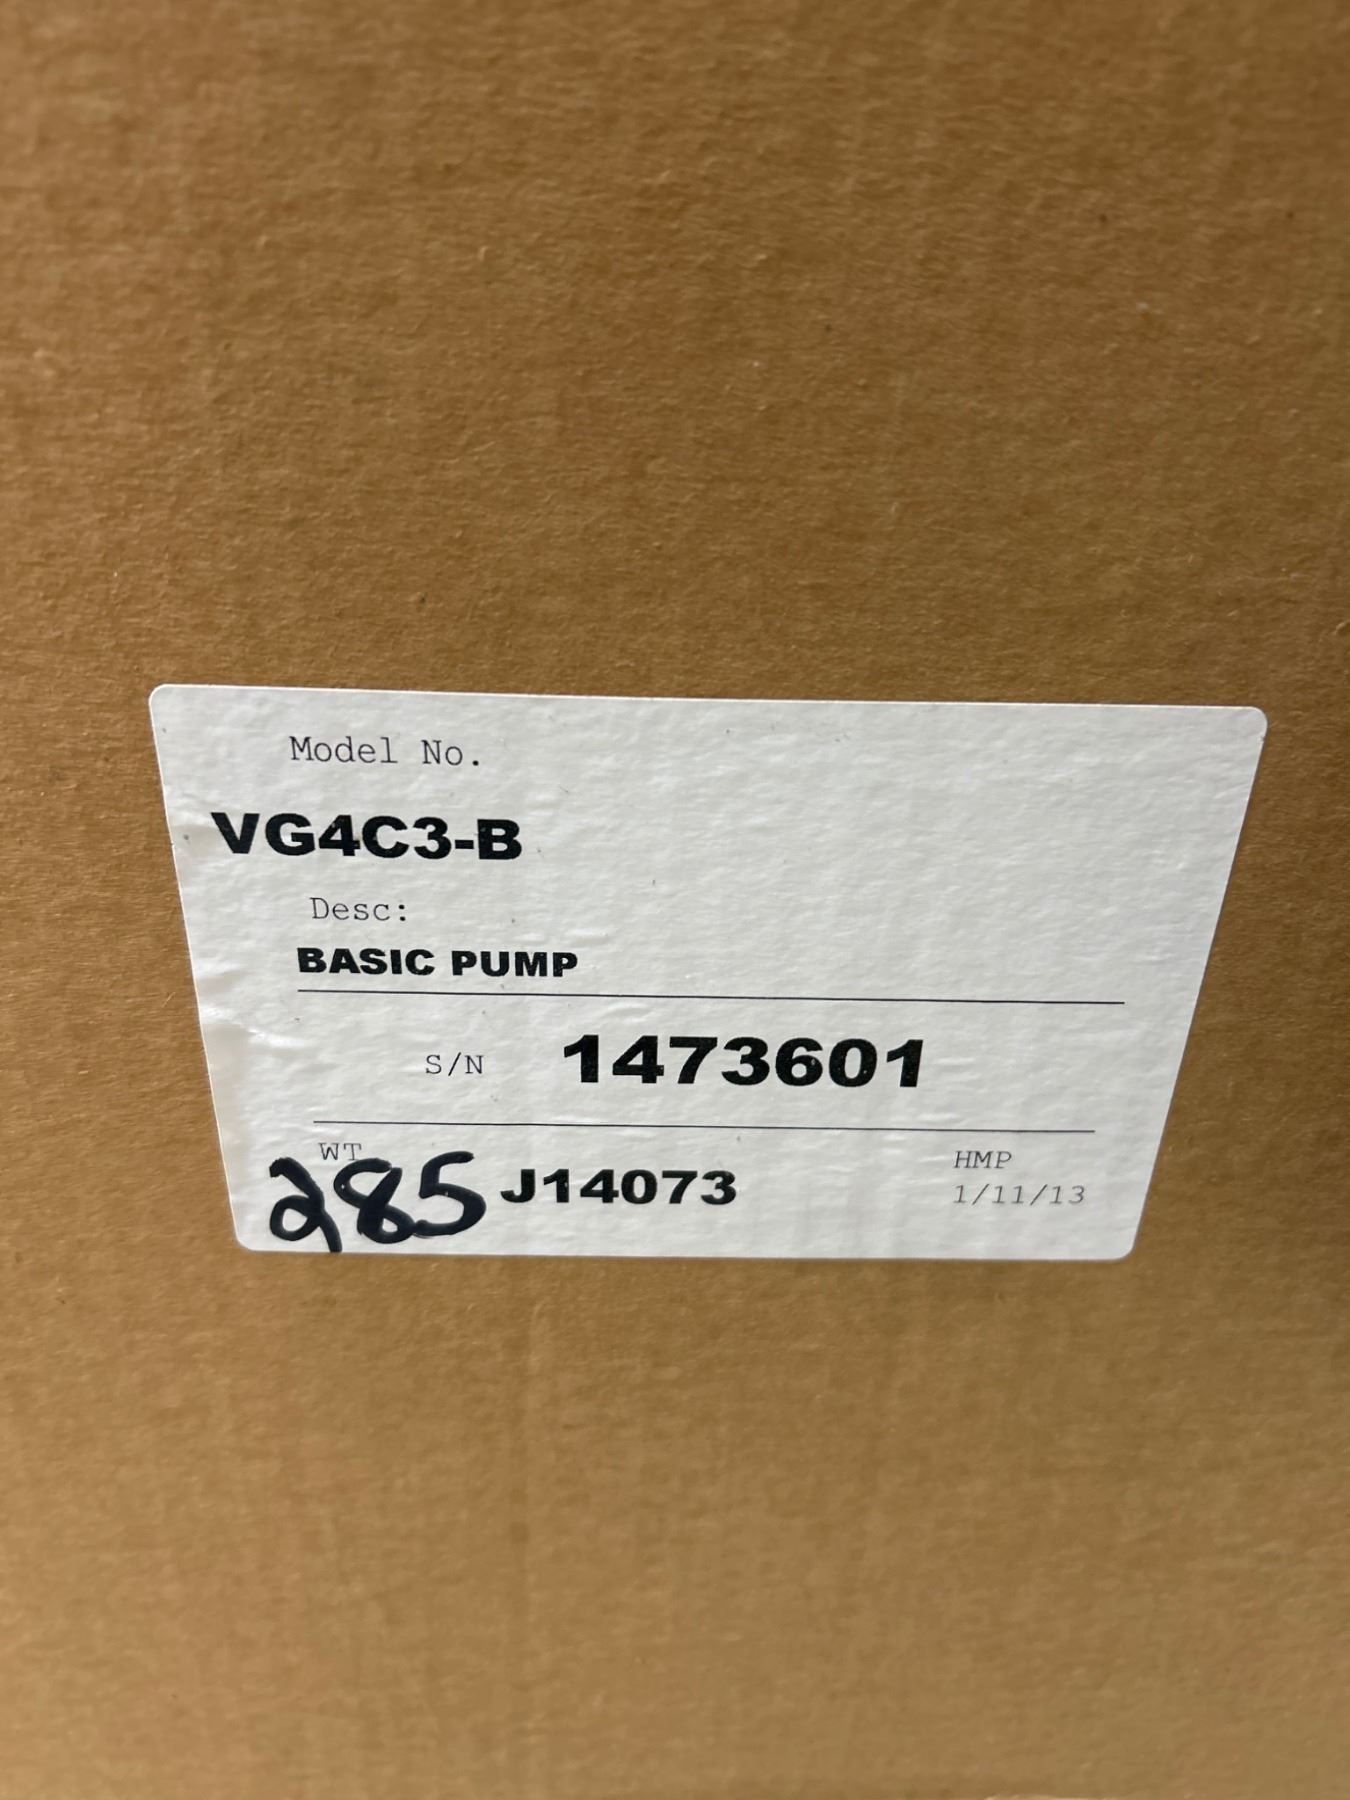 Model No.
VG4C3-B
Desc:
BASIC PUMP
S/N 1473601
WT
285 J14073
HMP
1/11/13